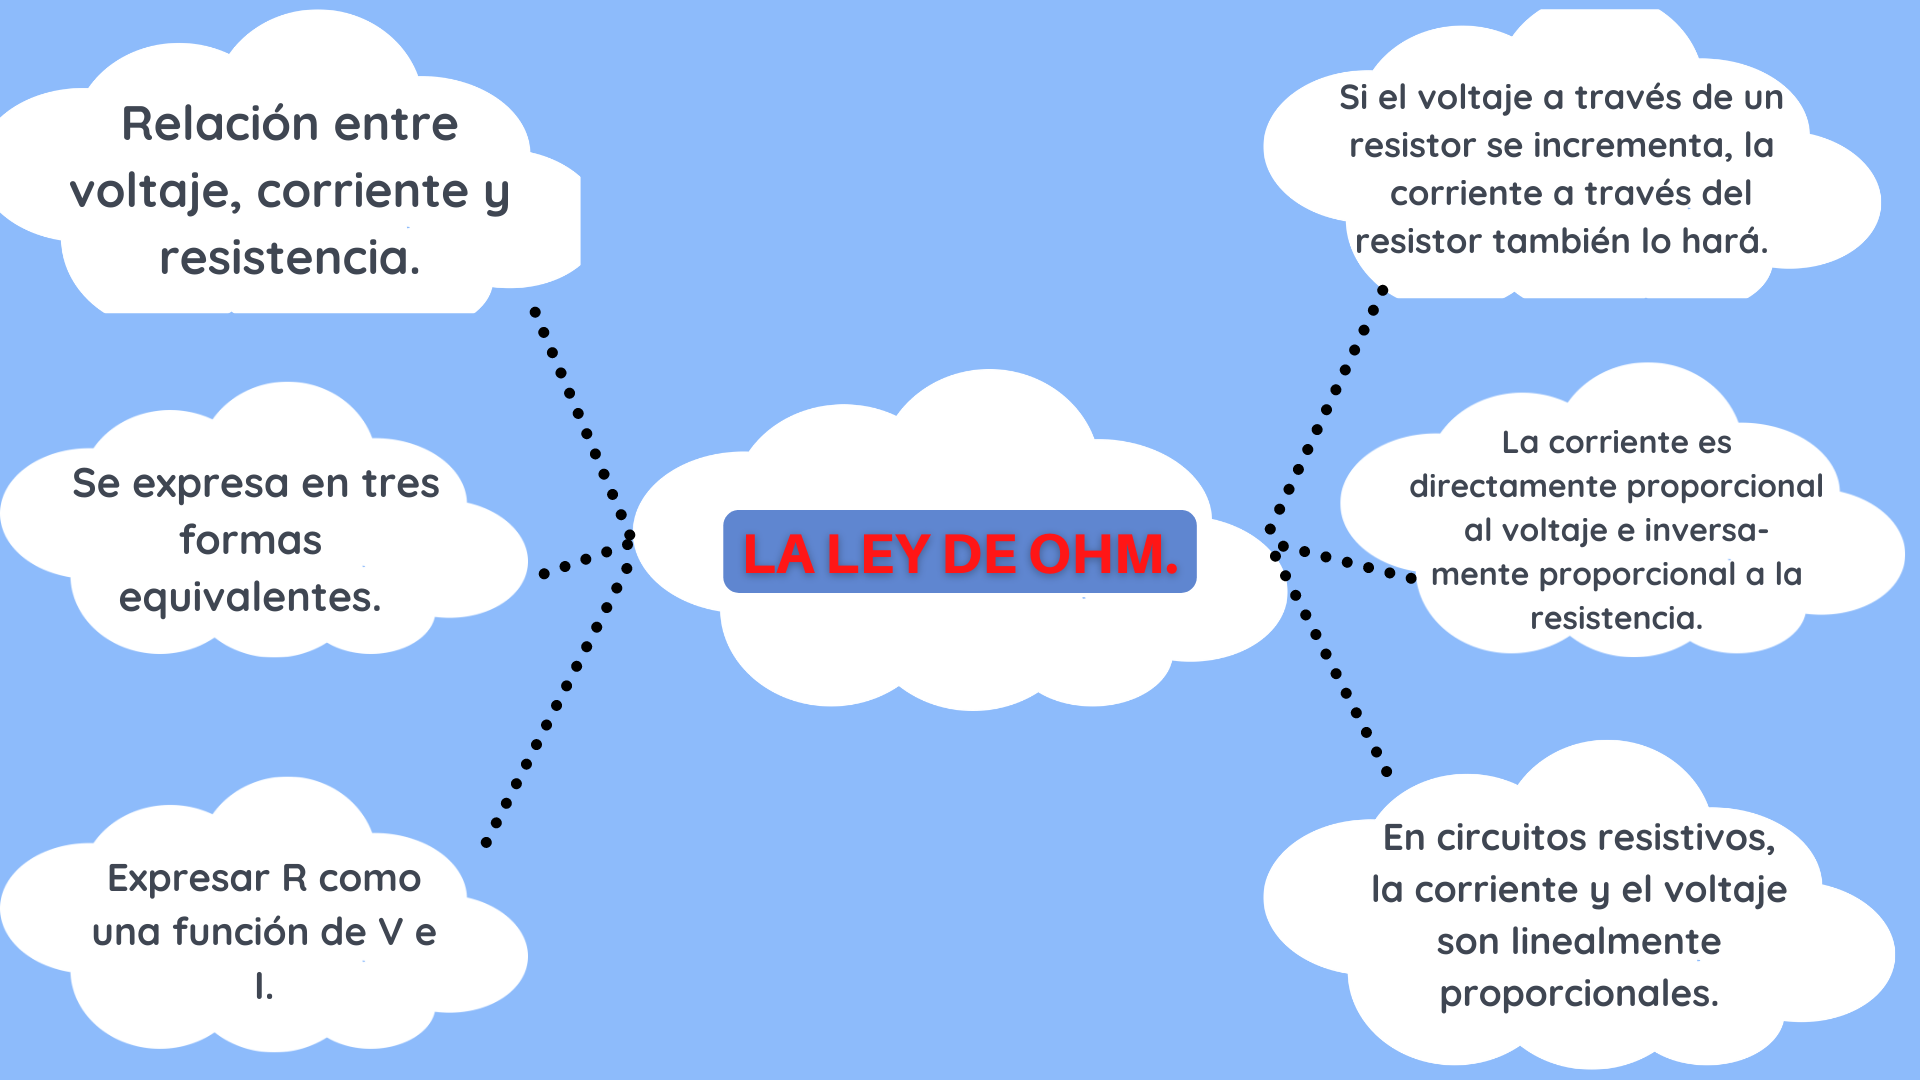 Relación entre
voltaje, corriente y
resistencia.
Se expresa en tres
formas
equivalentes.
Expresar R como
una función de V e
I.
LA LEY DE OHM.
Si el voltaje a través de un
resistor se incrementa, la
corriente a través del
resistor también lo hará.
La corriente es
directamente proporcional
al voltaje e inversa-
mente proporcional a la
resistencia.
En circuitos resistivos,
la corriente y el voltaje
son linealmente
proporcionales.